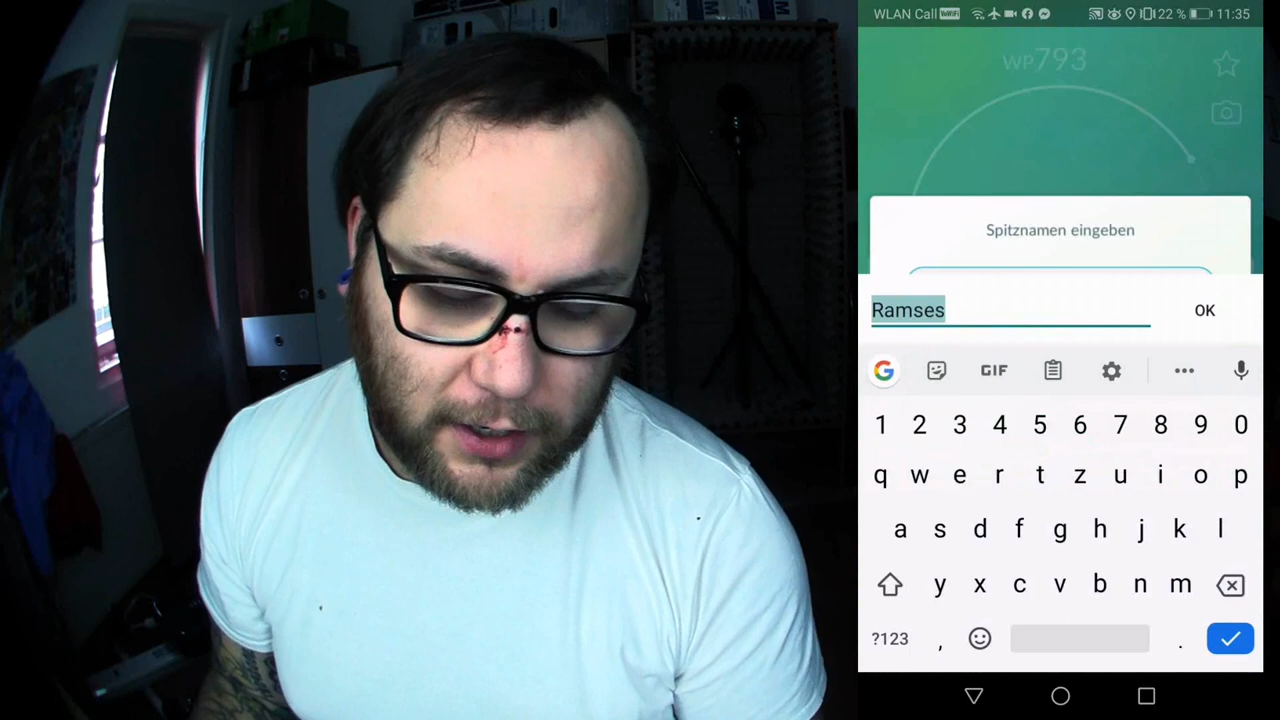 WLAN Call WiFi 22 % 11:35
WP793
Spitznamen eingeben
Ramses
OK
GIF
1 2 3 4 5 6 7 8 9 0
q w e r t z u i o p
a s d f g h j k l
y x c v b n m
?123 , .